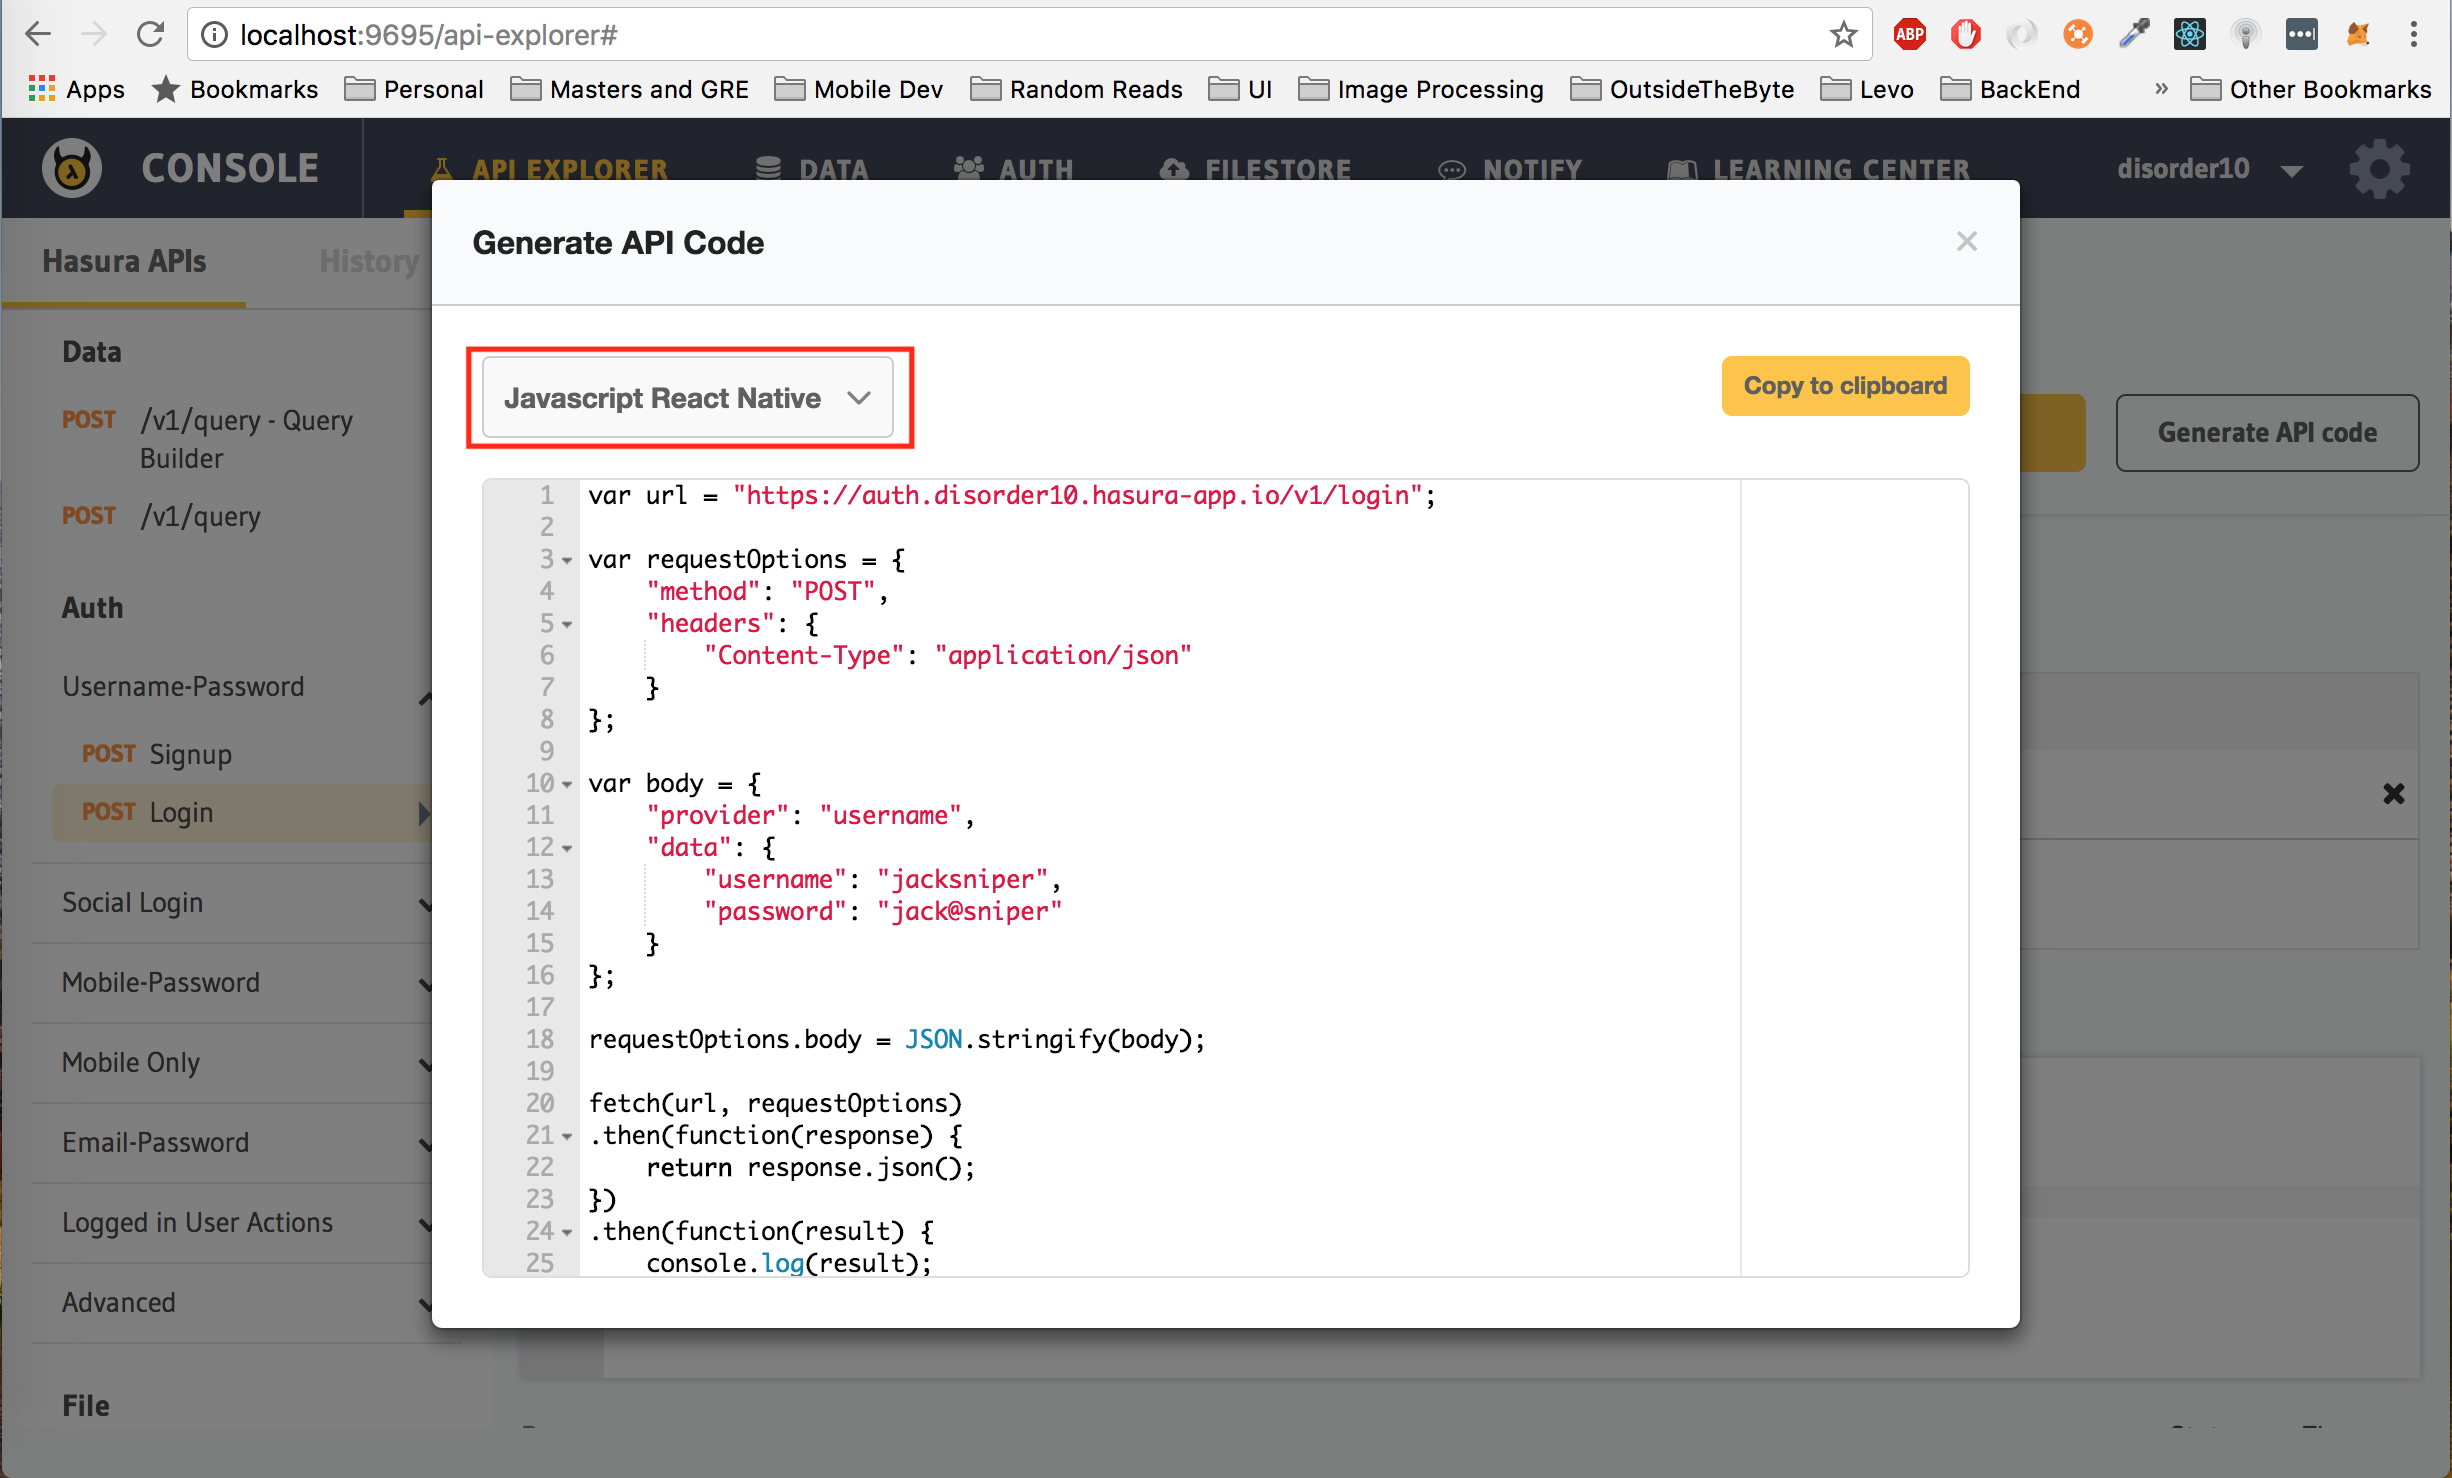 localhost:9695/api-explorer#
ABP
Apps Bookmarks Personal Masters and GRE Mobile Dev Random Reads UI Image Processing OutsideTheByte Levo BackEnd » Other Bookmarks
CONSOLE API EXPLORER DATA AUTH FILESTORE NOTIFY LEARNING CENTER disorder10
Hasura APIs History
Generate API Code ×
Data
POST /v1/query - Query
Builder
POST /v1/query
Auth
Username-Password
POST Signup
POST Login
Social Login
Mobile-Password
Mobile Only
Email-Password
Logged in User Actions
Advanced
File
Javascript React Native
Copy to clipboard
Generate API code
1 var url = "https://auth.disorder10.hasura-app.io/v1/login";
2
3 var requestOptions = {
4 "method": "POST",
5 "headers": {
6 "Content-Type": "application/json"
7 }
8 };
9
10 var body = {
11 "provider": "username",
12 "data": {
13 "username": "jacksniper",
14 "password": "jack@sniper"
15 }
16 };
17
18 requestOptions.body = JSON.stringify(body);
19
20 fetch(url, requestOptions)
21 .then(function(response) {
22 return response.json();
23 })
24 .then(function(result) {
25 console.log(result);